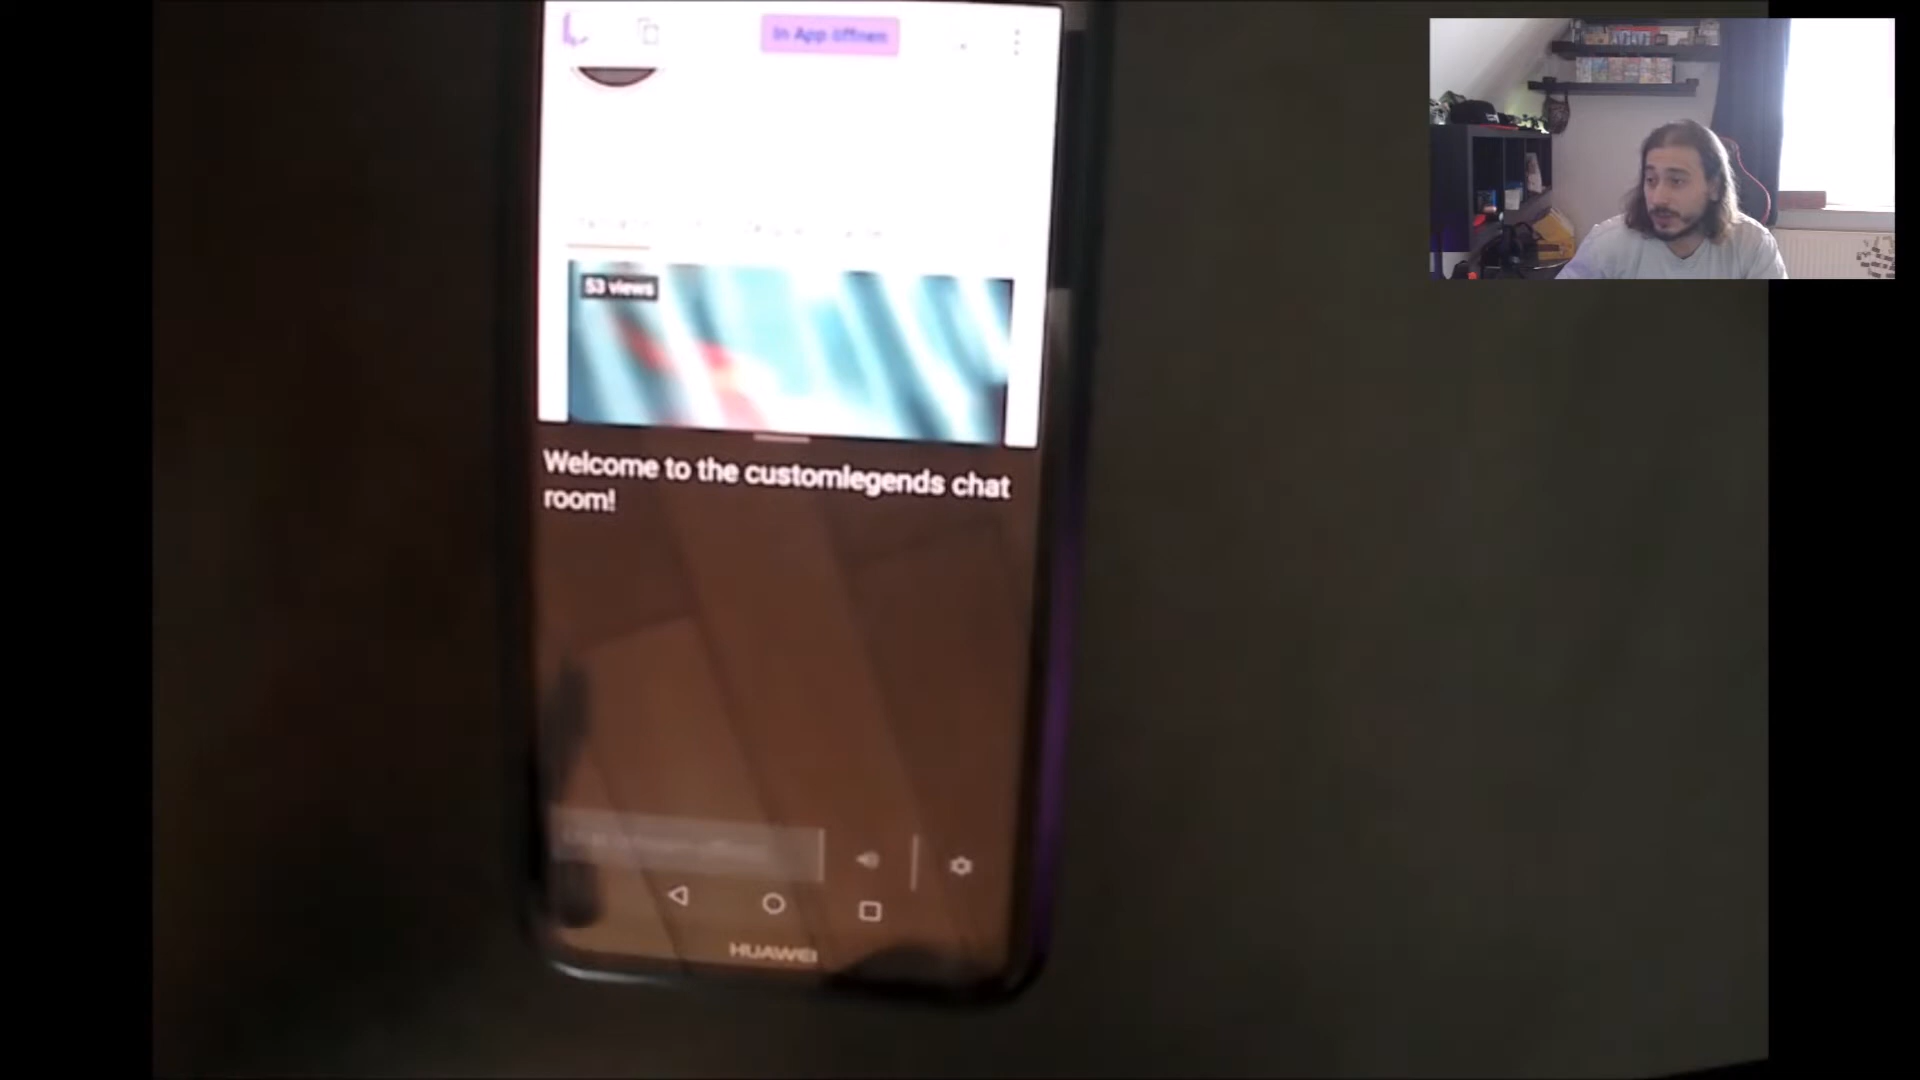 In App öffnen
53 views
Welcome to the customlegends chat
room!
HUAWEI